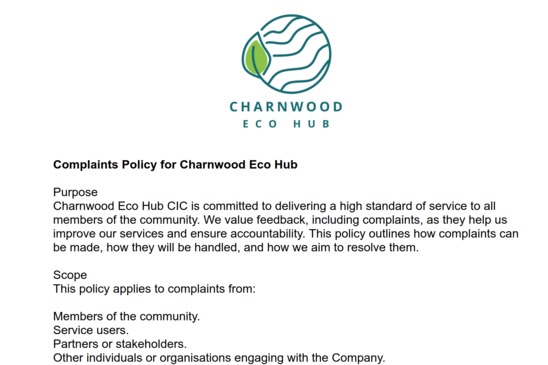 CHARNWOOD
ECO HUB
Complaints Policy for Charnwood Eco Hub
Purpose
Charnwood Eco Hub CIC is committed to delivering a high standard of service to all
members of the community. We value feedback, including complaints, as they help us
improve our services and ensure accountability. This policy outlines how complaints can
be made, how they will be handled, and how we aim to resolve them.
Scope
This policy applies to complaints from:
Members of the community.
Service users.
Partners or stakeholders.
Other individuals or organisations engaging with the Company.